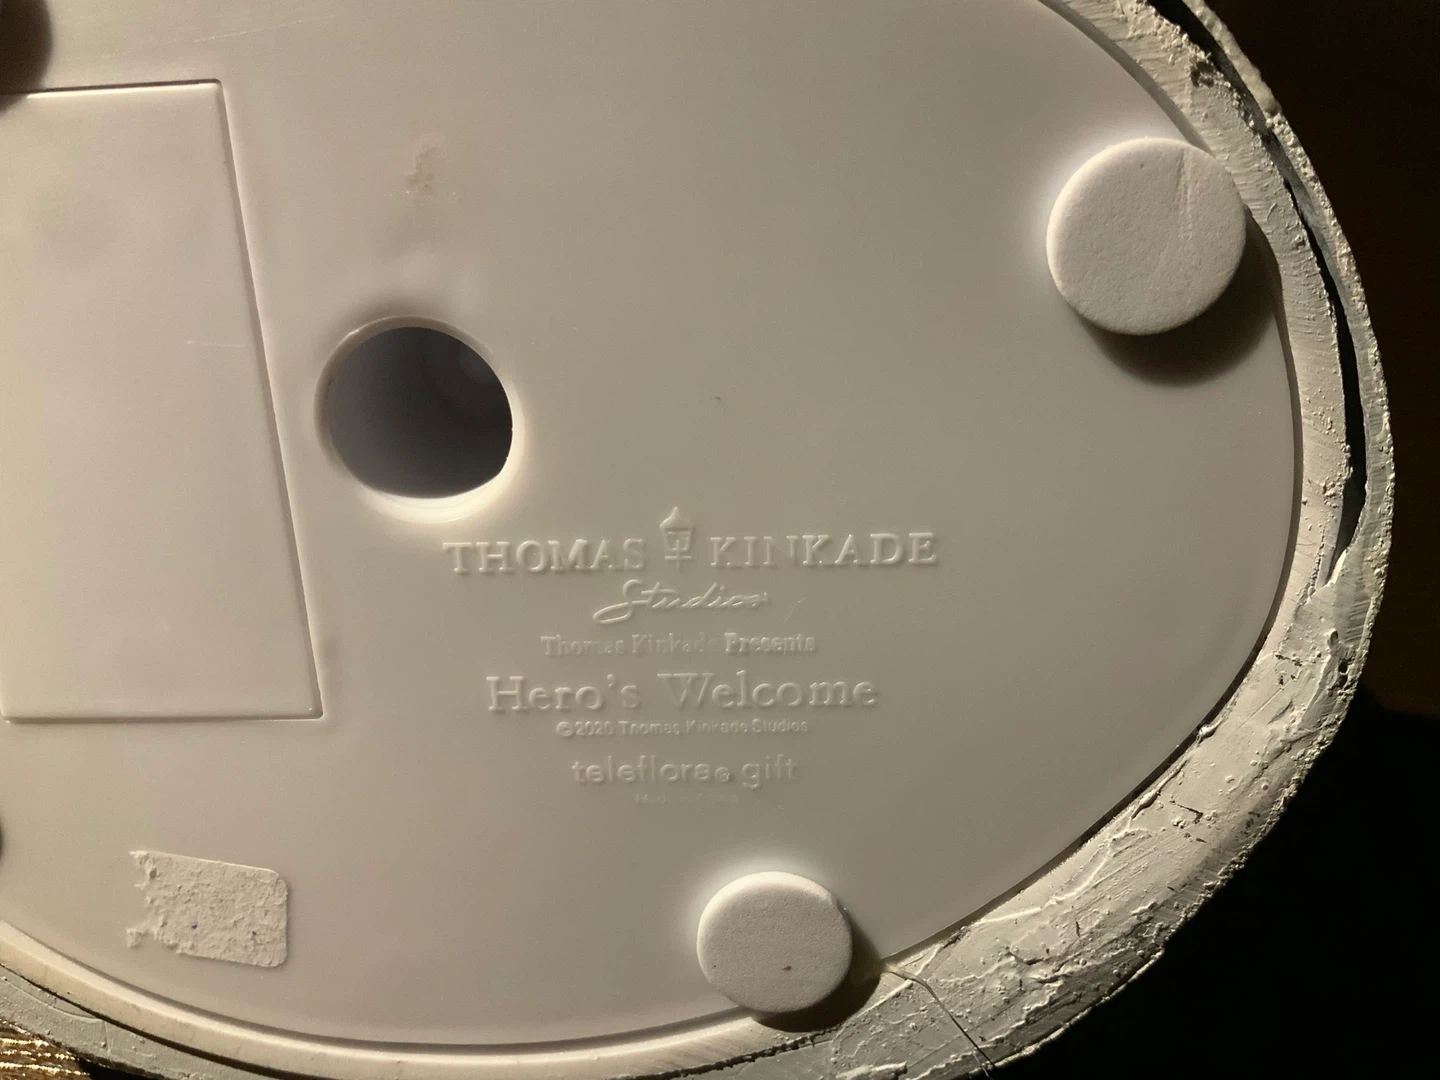 THOMAS KINKADE
Studios
Thomas Kinkade Presents
Hero's Welcome
©2020 Thomas Kinkade Studios
teleflora® gift